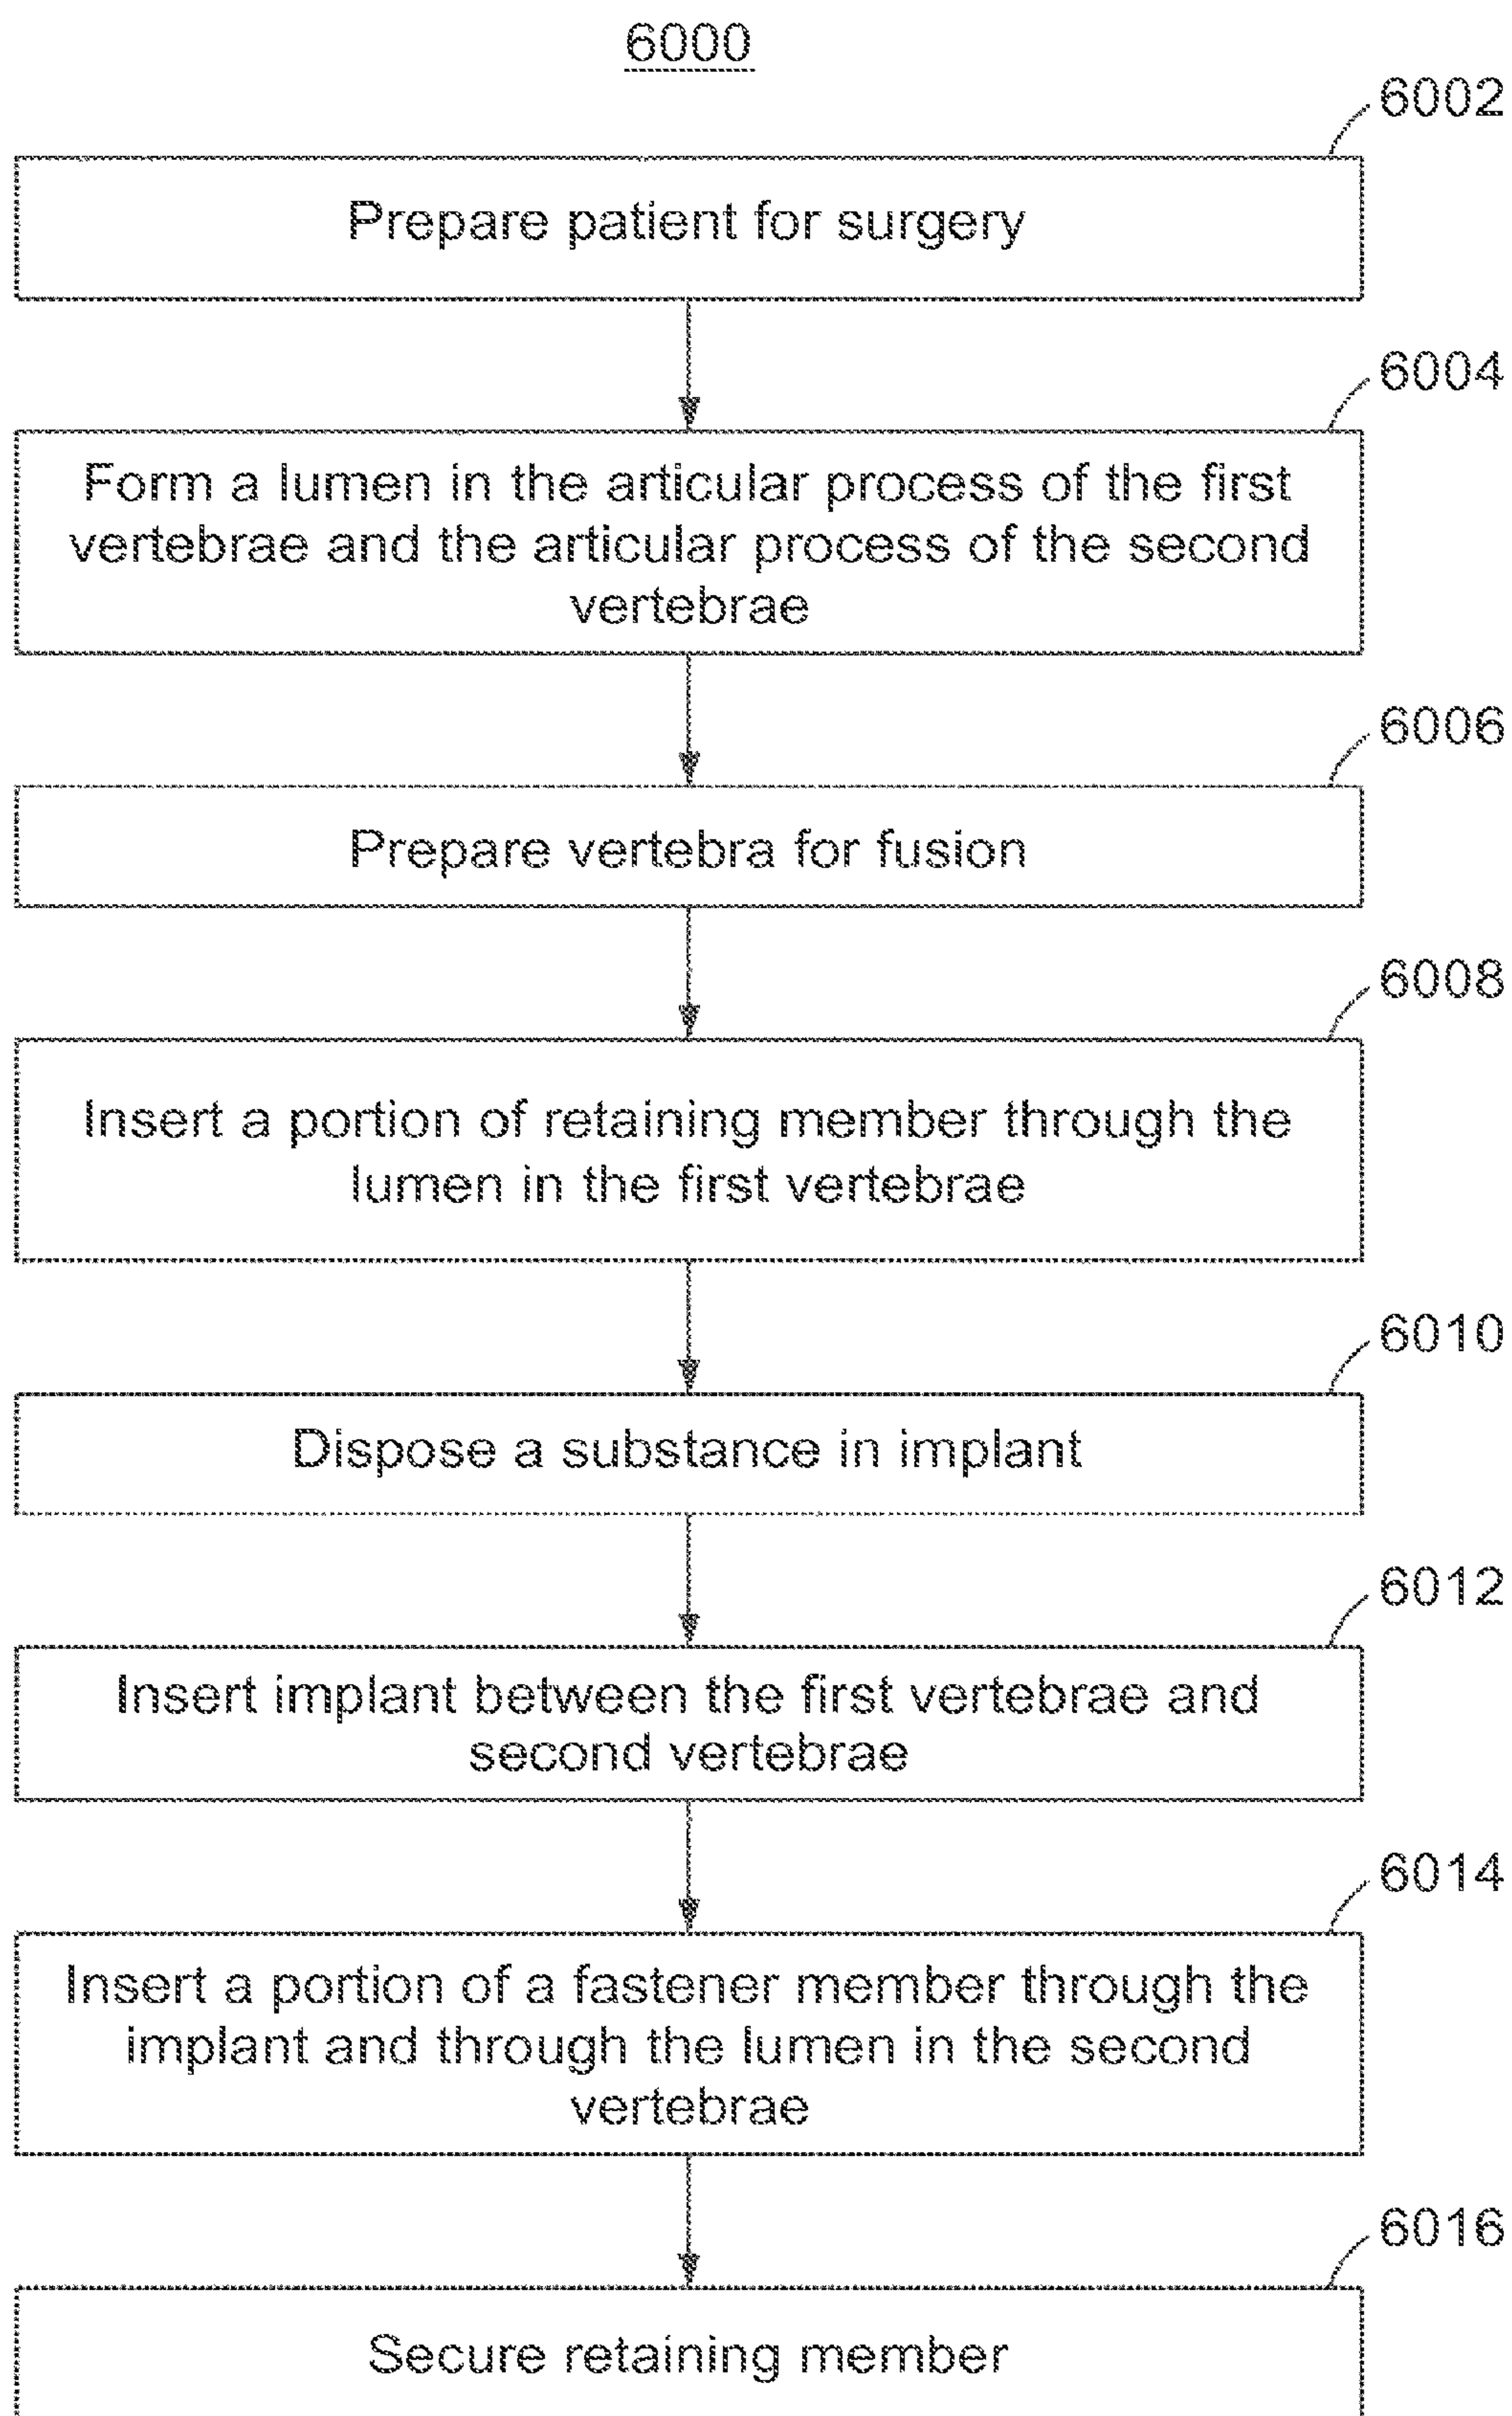 6000
6002
Prepare patient for surgery
6004
Form a lumen in the articular process of the first
vertebrae and the articular process of the second
vertebrae
6006
Prepare vertebra for fusion
6008
Insert a portion of retaining member through the
lumen in the first vertebrae
6010
Dispose a substance in implant
6012
Insert implant between the first vertebrae and
second vertebrae
6014
Insert a portion of a fastener member through the
implant and through the lumen in the second
vertebrae
6016
Secure retaining member